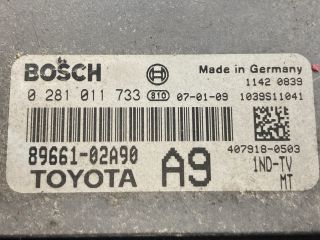 BOSCH Made in Germany
1142 0839
0 281 011 733 810 07-01-09 1039S11041
407918-0503
89661-02A90 A9 1ND-TV
TOYOTA MT